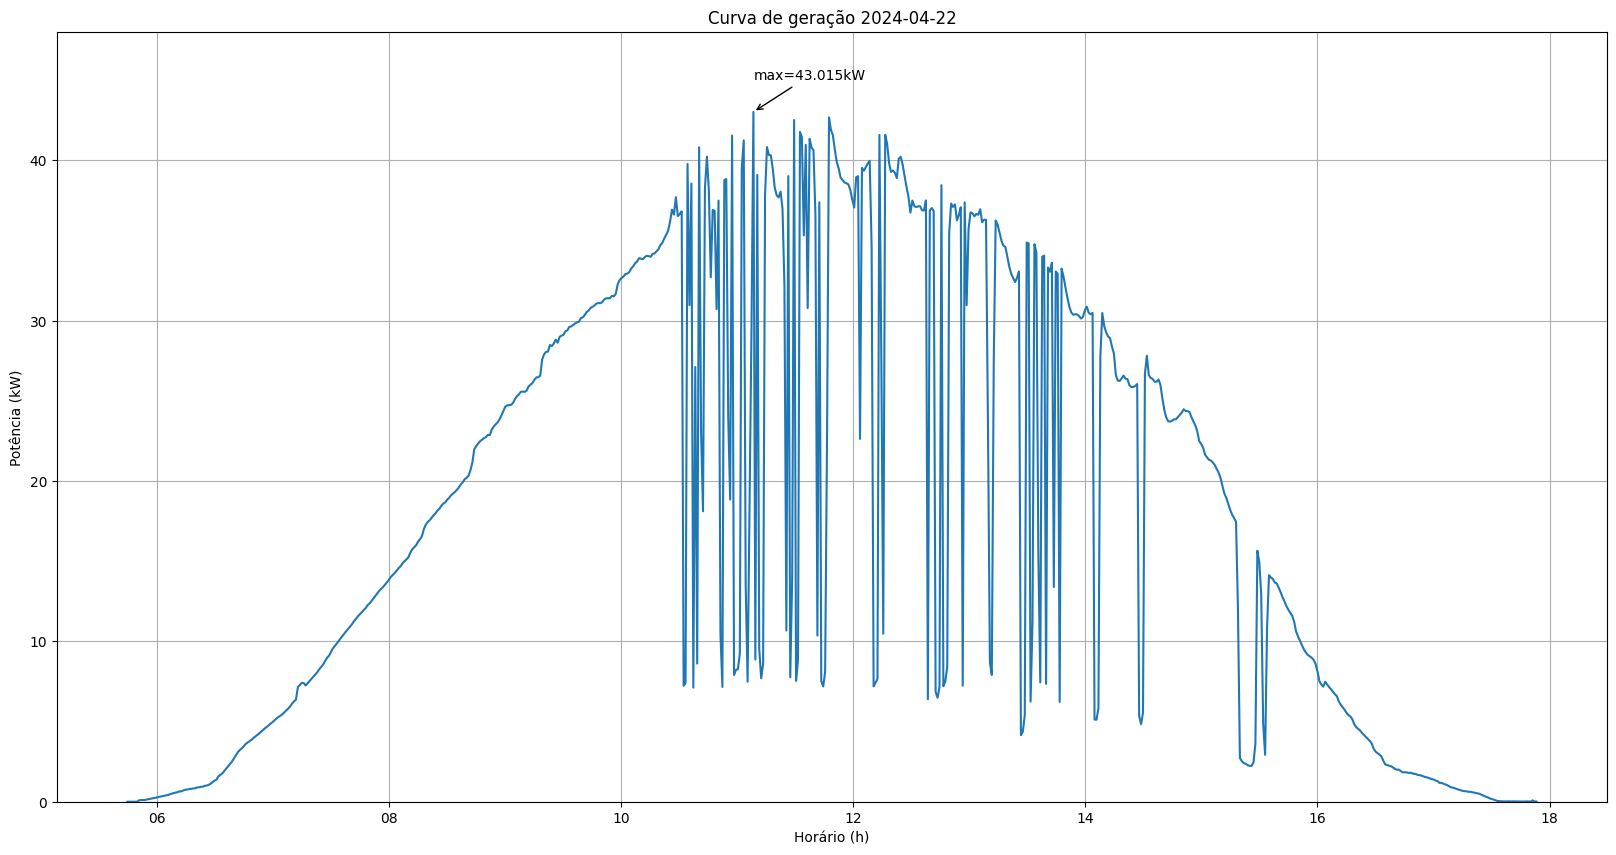 Curva de geração 2024-04-22
max=43.015kW
Potência (kW)
40
30
20
10
0
06 08 10 12 14 16 18
Horário (h)